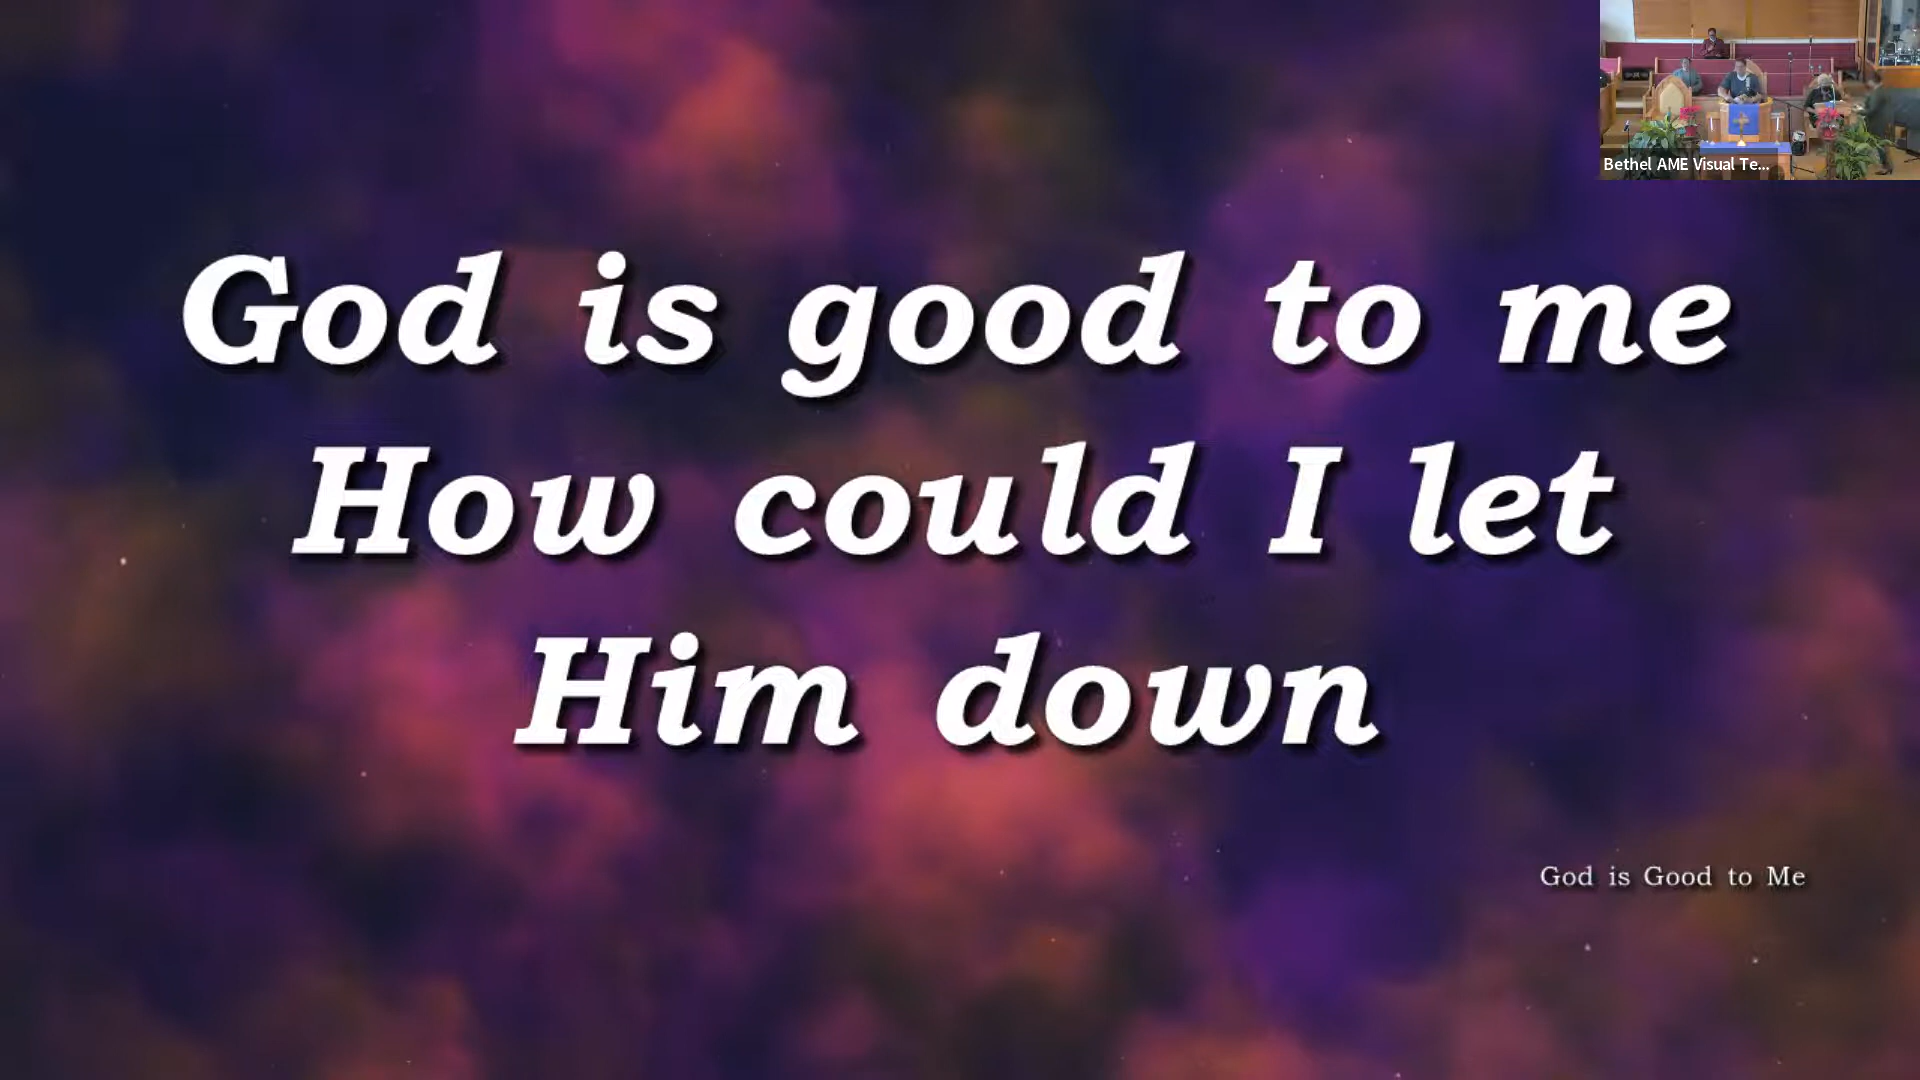 Bethel AME Visual Te...
God is good to me
How could I let
Him down
God is Good to Me